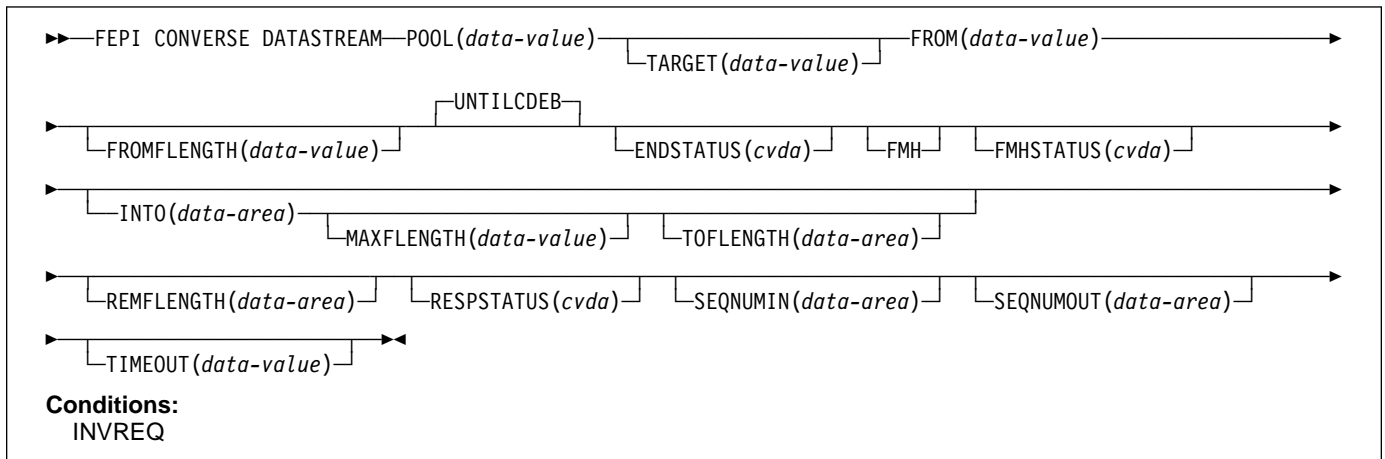 FEPI CONVERSE DATASTREAM POOL(data-value) FROM(data-value)
TARGET(data-value)
UNTILCDEB
FROMFLENGTH(data-value) ENDSTATUS(cvda) FMH FMHSTATUS(cvda)
INTO(data-area)
MAXFLENGTH(data-value) TOFLENGTH(data-area)
REMFLENGTH(data-area) RESPSTATUS(cvda) SEQNUMIN(data-area) SEQNUMOUT(data-area)
TIMEOUT(data-value)
Conditions:
INVREQ